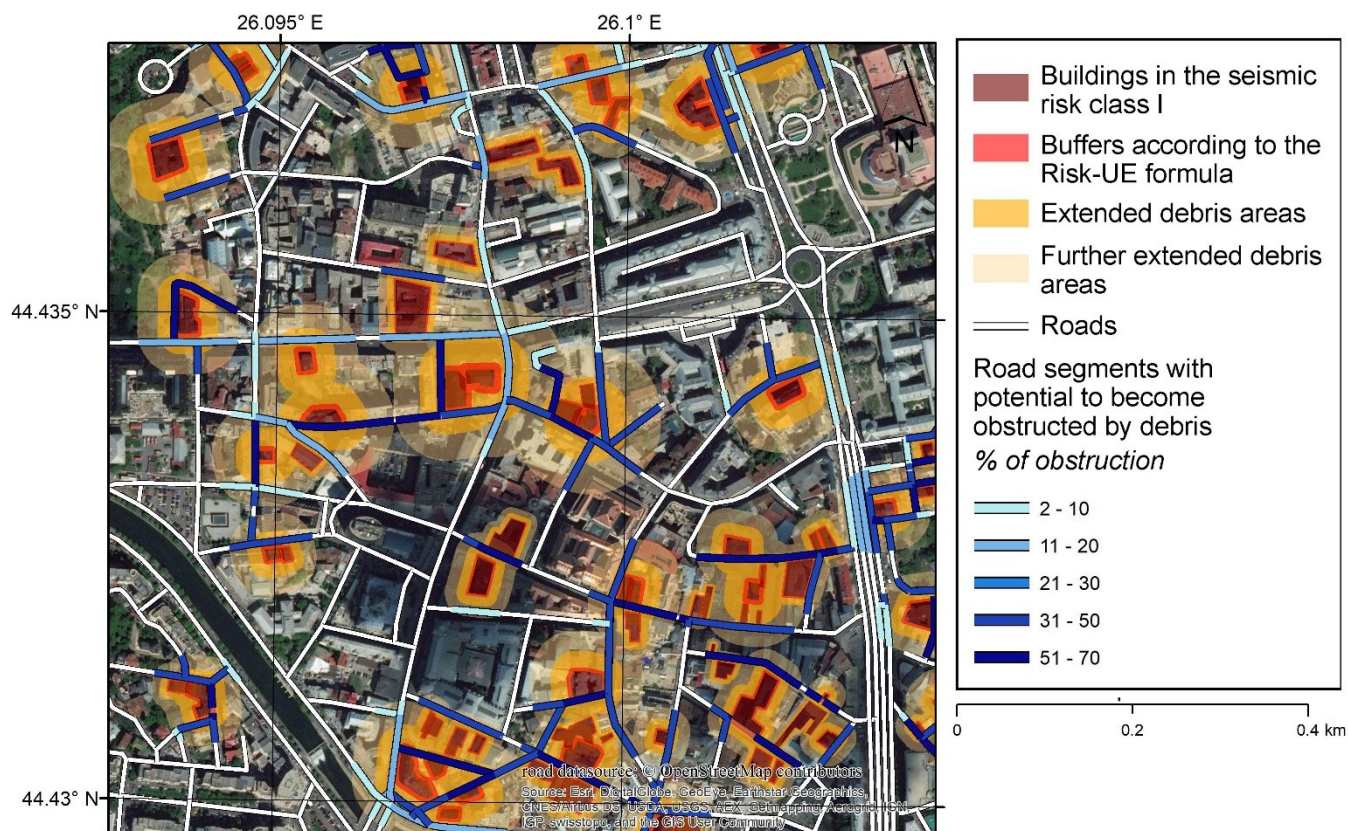 26.095° E
26.1° E
44.435° N
44.43° N
N
road datasource: © OpenStreetMap contributors
Source: Esri, DigitalGlobe, GeoEye, Earthstar Geographics,
CNES/Airbus DS, USDA, USGS, AEX, Getmapping, Aerogrid, IGN,
IGP, swisstopo, and the GIS User Community
Buildings in the seismic
risk class I
Buffers according to the
Risk-UE formula
Extended debris areas
Further extended debris
areas
Roads
Road segments with
potential to become
obstructed by debris
% of obstruction
2 - 10
11 - 20
21 - 30
31 - 50
51 - 70
0
0.2
0.4 km